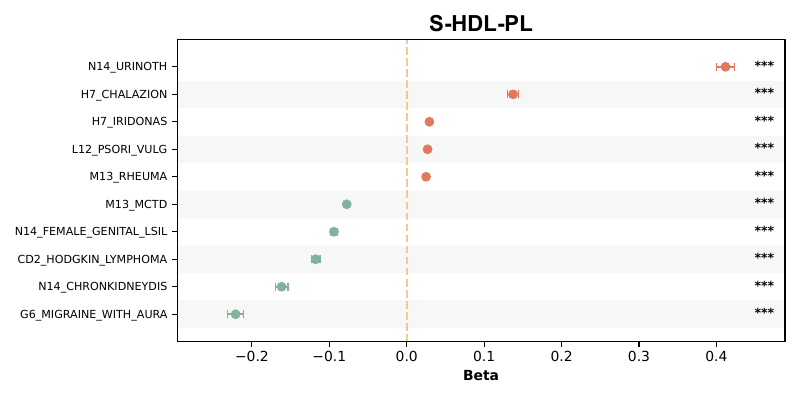 S-HDL-PL
N14_URINOTH ***
H7_CHALAZION ***
H7_IRIDONAS ***
L12_PSORI_VULG ***
M13_RHEUMA ***
M13_MCTD ***
N14_FEMALE_GENITAL_LSIL ***
CD2_HODGKIN_LYMPHOMA ***
N14_CHRONKIDNEYDIS ***
G6_MIGRAINE_WITH_AURA ***
−0.2 −0.1 0.0 0.1 0.2 0.3 0.4
Beta